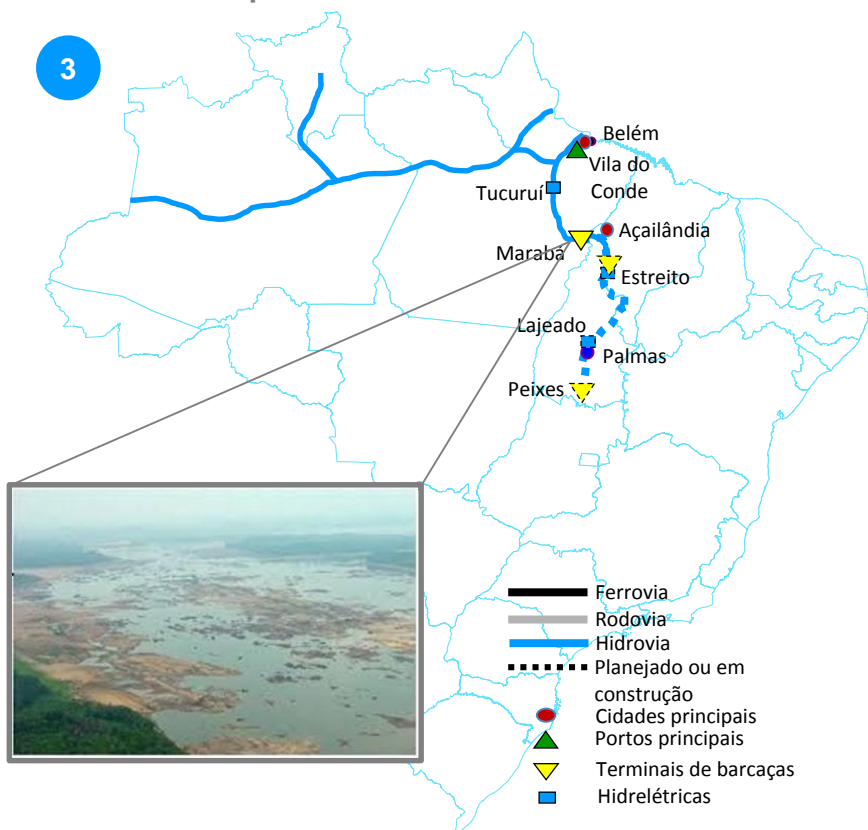 3
Belém
Vila do
Conde
Tucuruí
Açailândia
Marabá
Estreito
Lajeado
Palmas
Peixes
Ferrovia
Rodovia
Hidrovia
Planejado ou em
construção
Cidades principais
Portos principais
Terminais de barcaças
Hidrelétricas